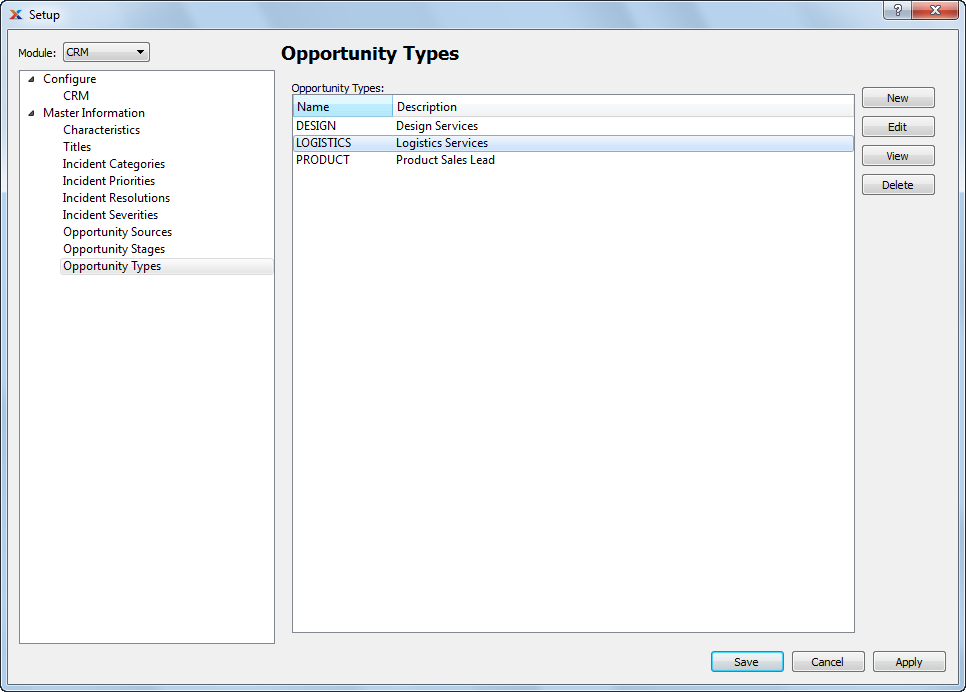 Setup
?
Module: CRM
Configure
CRM
Master Information
Characteristics
Titles
Incident Categories
Incident Priorities
Incident Resolutions
Incident Severities
Opportunity Sources
Opportunity Stages
Opportunity Types
Opportunity Types
Opportunity Types:
Name Description
DESIGN Design Services
LOGISTICS Logistics Services
PRODUCT Product Sales Lead
New
Edit
View
Delete
Save Cancel Apply